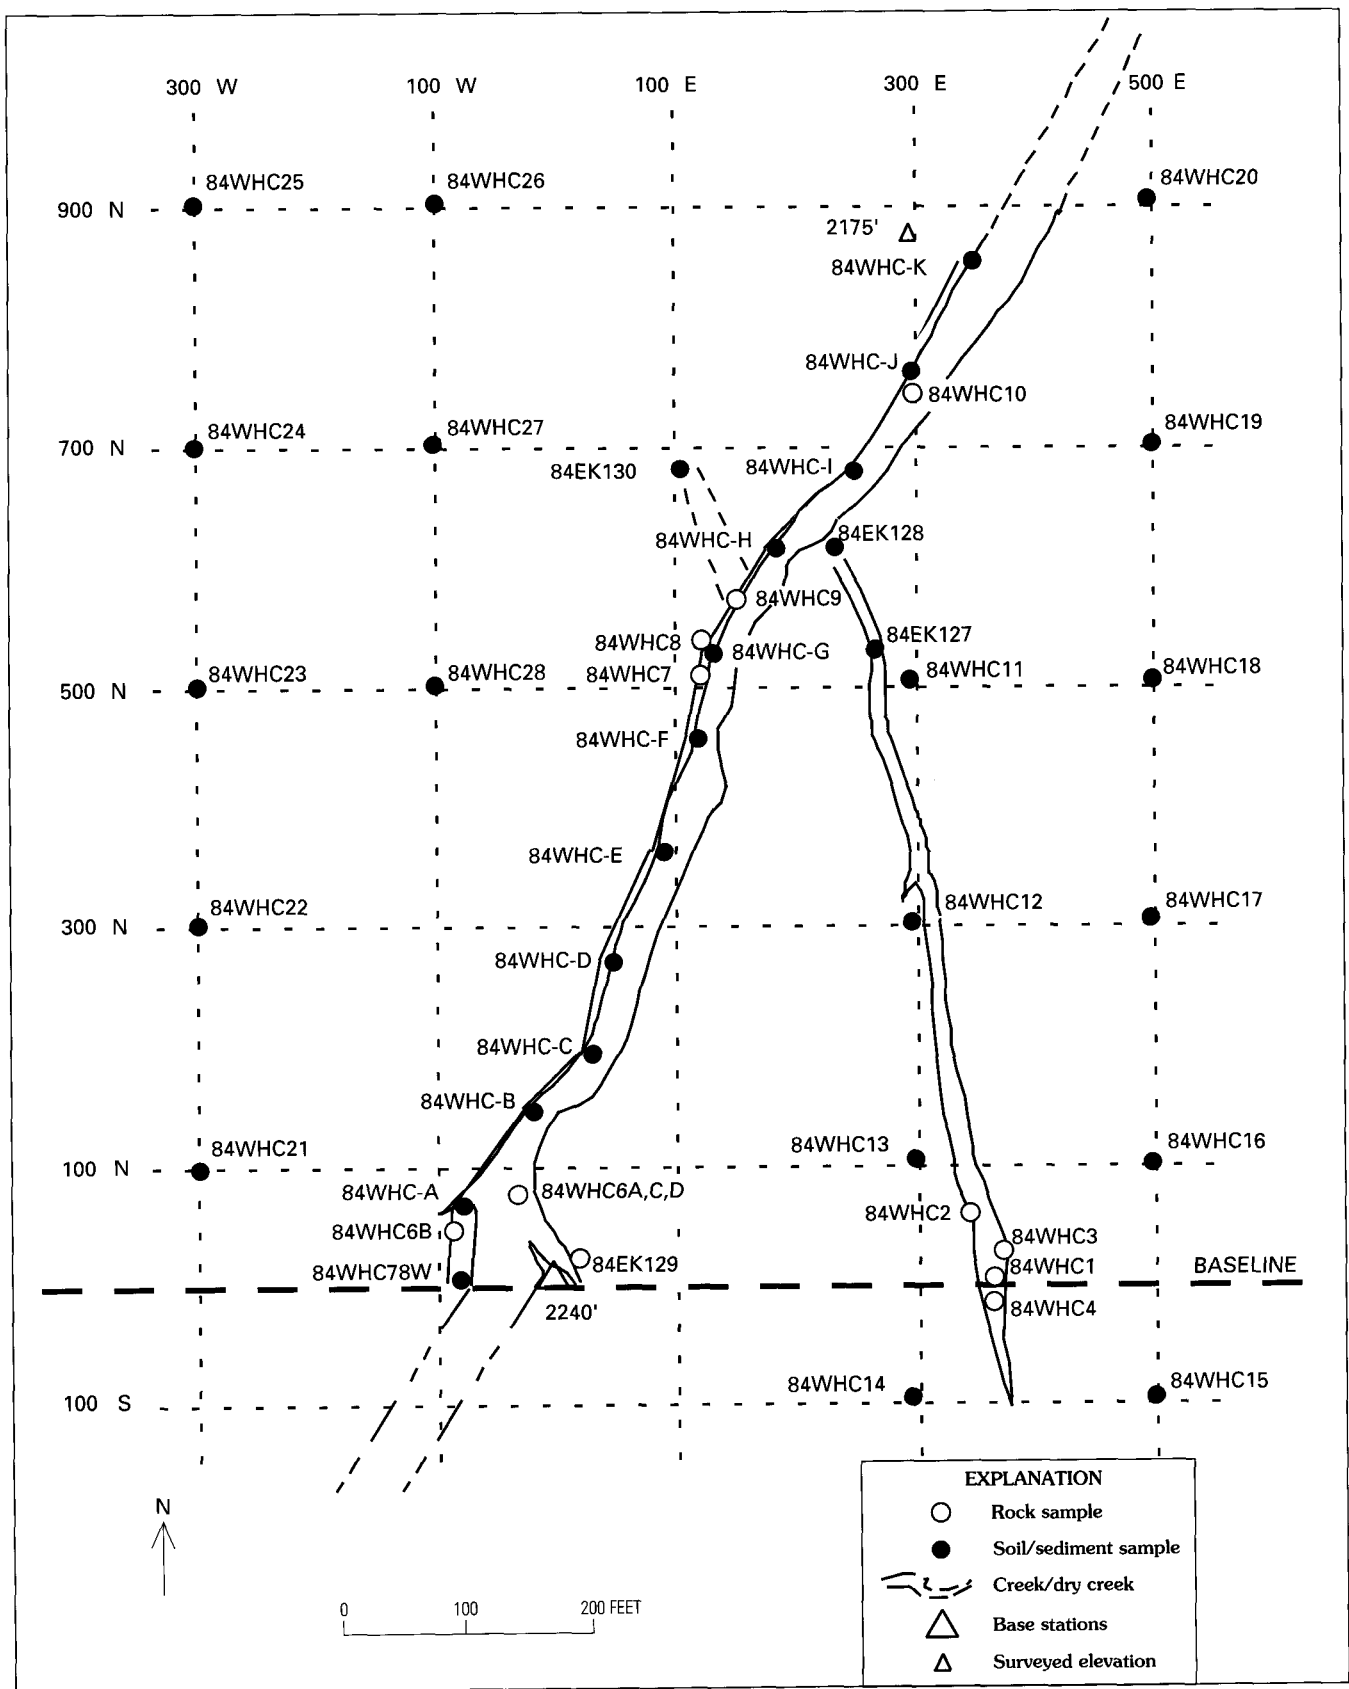 300 W
100 W
100 E
300 E
500 E
84WHC25
84WHC26
84WHC20
900 N
2175'
84WHC-K
84WHC-J
84WHC10
84WHC24
84WHC27
84WHC19
700 N
84EK130
84WHC-I
84WHC-H
84EK128
84WHC9
84WHC8
84WHC-G
84EK127
84WHC23
84WHC28
84WHC7
84WHC11
84WHC18
500 N
84WHC-F
84WHC-E
84WHC22
84WHC12
84WHC17
300 N
84WHC-D
84WHC-C
84WHC-B
84WHC21
84WHC13
84WHC16
100 N
84WHC-A
84WHC6A,C,D
84WHC2
84WHC6B
84WHC3
84EK129
84WHC1
BASELINE
84WHC78W
2240'
84WHC4
84WHC14
84WHC15
100 S
EXPLANATION
Rock sample
Soil/sediment sample
Creek/dry creek
Base stations
Surveyed elevation
N
0 100 200 FEET